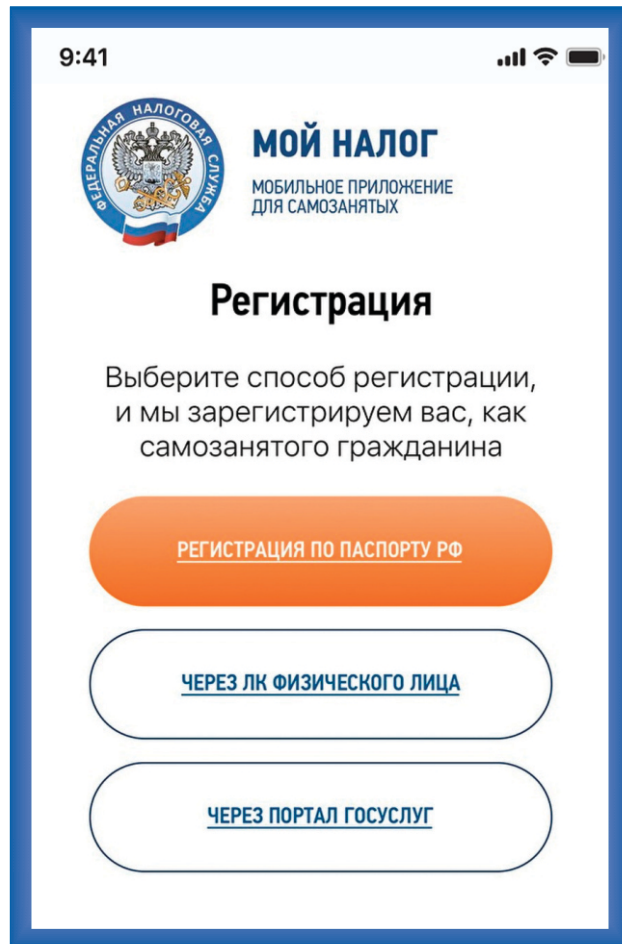 9:41
ФЕДЕРАЛЬНАЯ НАЛОГОВАЯ СЛУЖБА
МОЙ НАЛОГ
МОБИЛЬНОЕ ПРИЛОЖЕНИЕ
ДЛЯ САМОЗАНЯТЫХ
Регистрация
Выберите способ регистрации,
и мы зарегистрируем вас, как
самозанятого гражданина
РЕГИСТРАЦИЯ ПО ПАСПОРТУ РФ
ЧЕРЕЗ ЛК ФИЗИЧЕСКОГО ЛИЦА
ЧЕРЕЗ ПОРТАЛ ГОСУСЛУГ